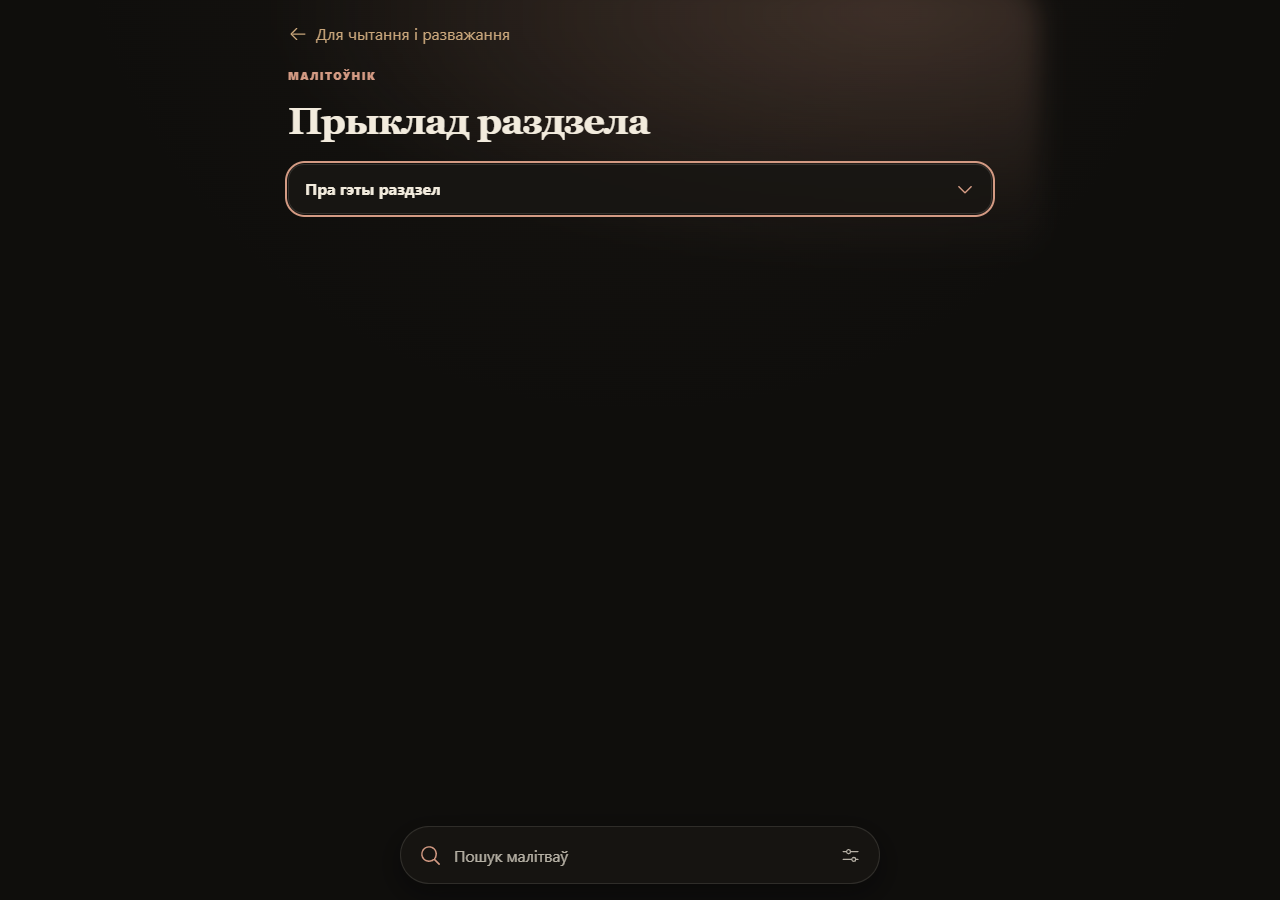 Для чытання і разважання
МАЛІТОЎНІК
Прыклад раздзела
Пра гэты раздзел
Пошук малітваў